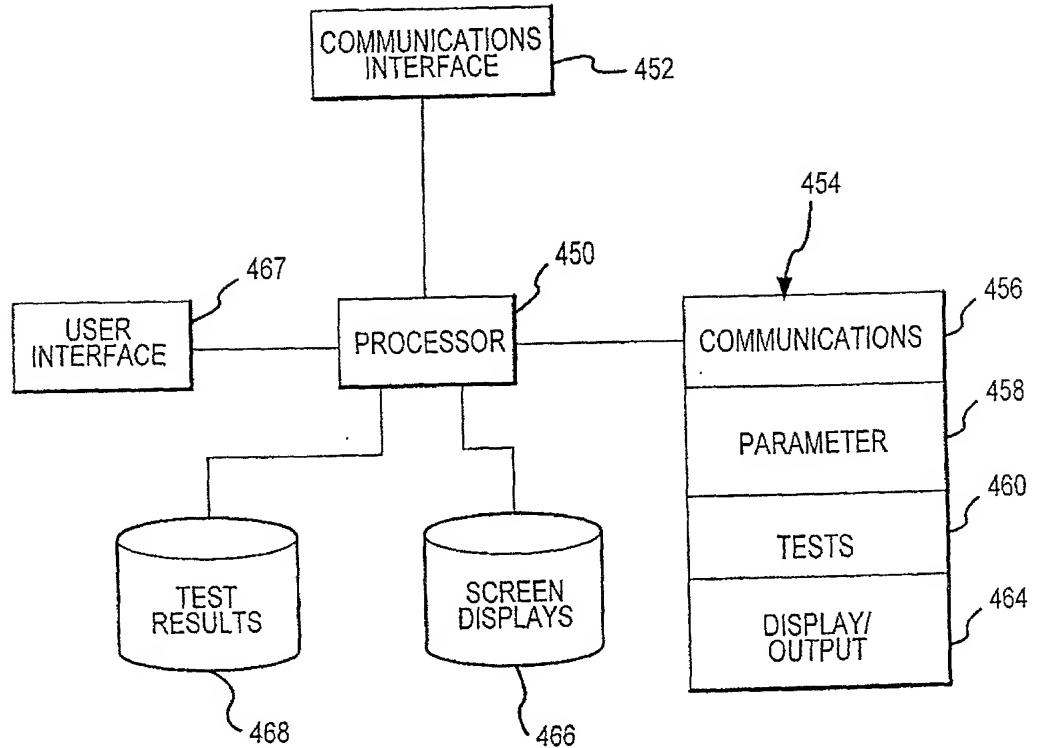 COMMUNICATIONS
INTERFACE
452
454
467
450
456
USER
INTERFACE
PROCESSOR
COMMUNICATIONS
458
PARAMETER
460
TESTS
TEST
RESULTS
SCREEN
DISPLAYS
464
DISPLAY/
OUTPUT
468
466